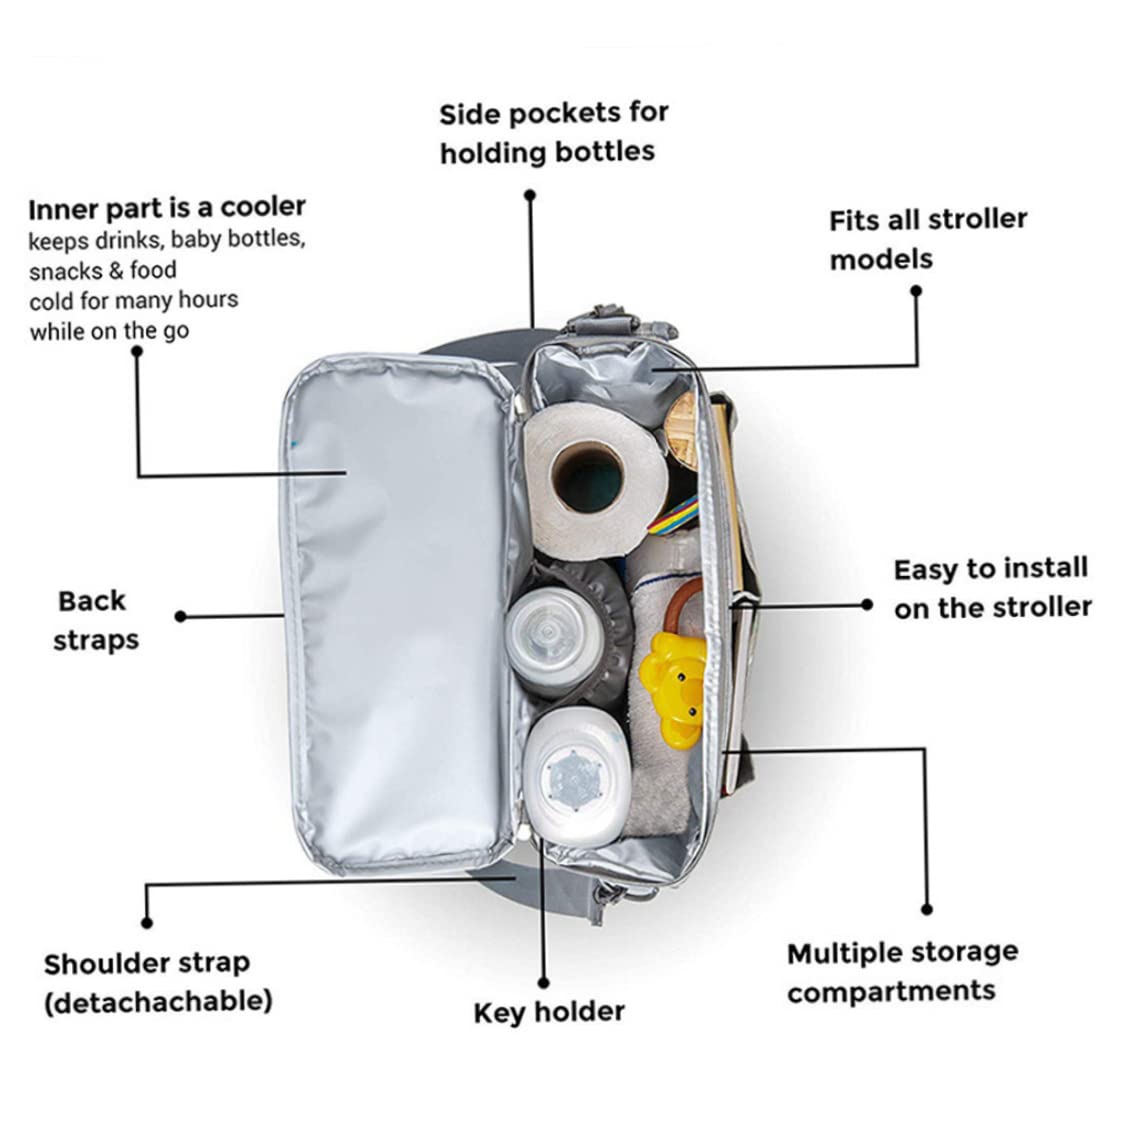 Side pockets for
holding bottles
Inner part is a cooler
keeps drinks, baby bottles,
snacks & food
cold for many hours
while on the go
Fits all stroller
models
Back
straps
Easy to install
on the stroller
Shoulder strap
(detachachable)
Key holder
Multiple storage
compartments